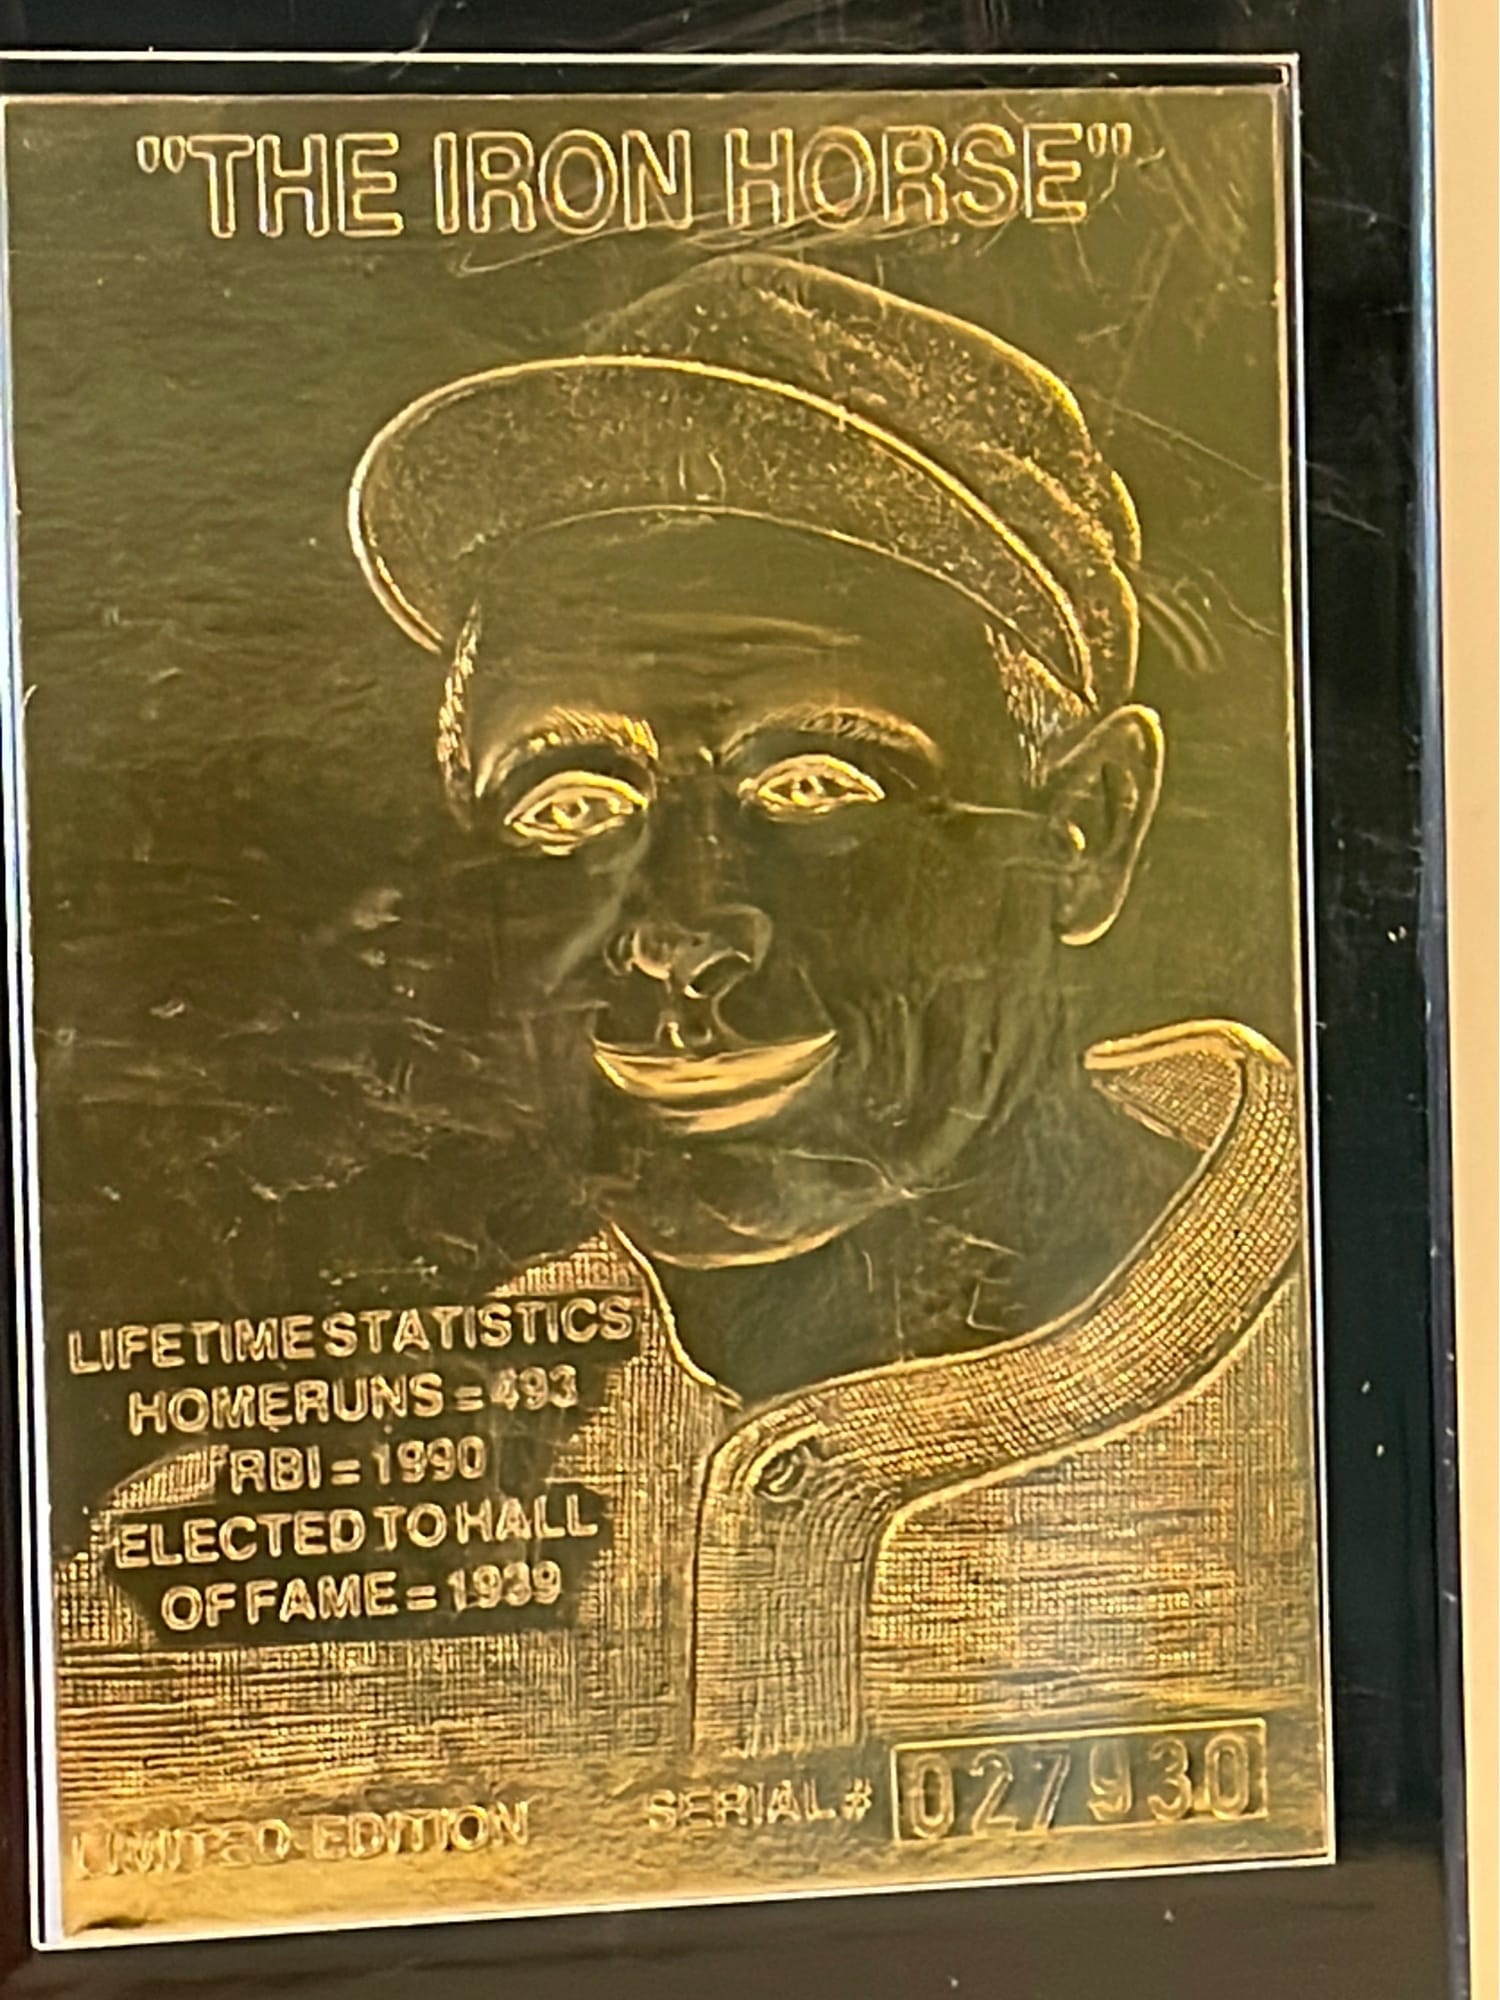 "THE IRON HORSE"
LIFETIME STATISTICS
HOMERUNS = 493
RBI = 1990
ELECTED TO HALL
OF FAME = 1939
LIMITED EDITION
SERIAL # 027930